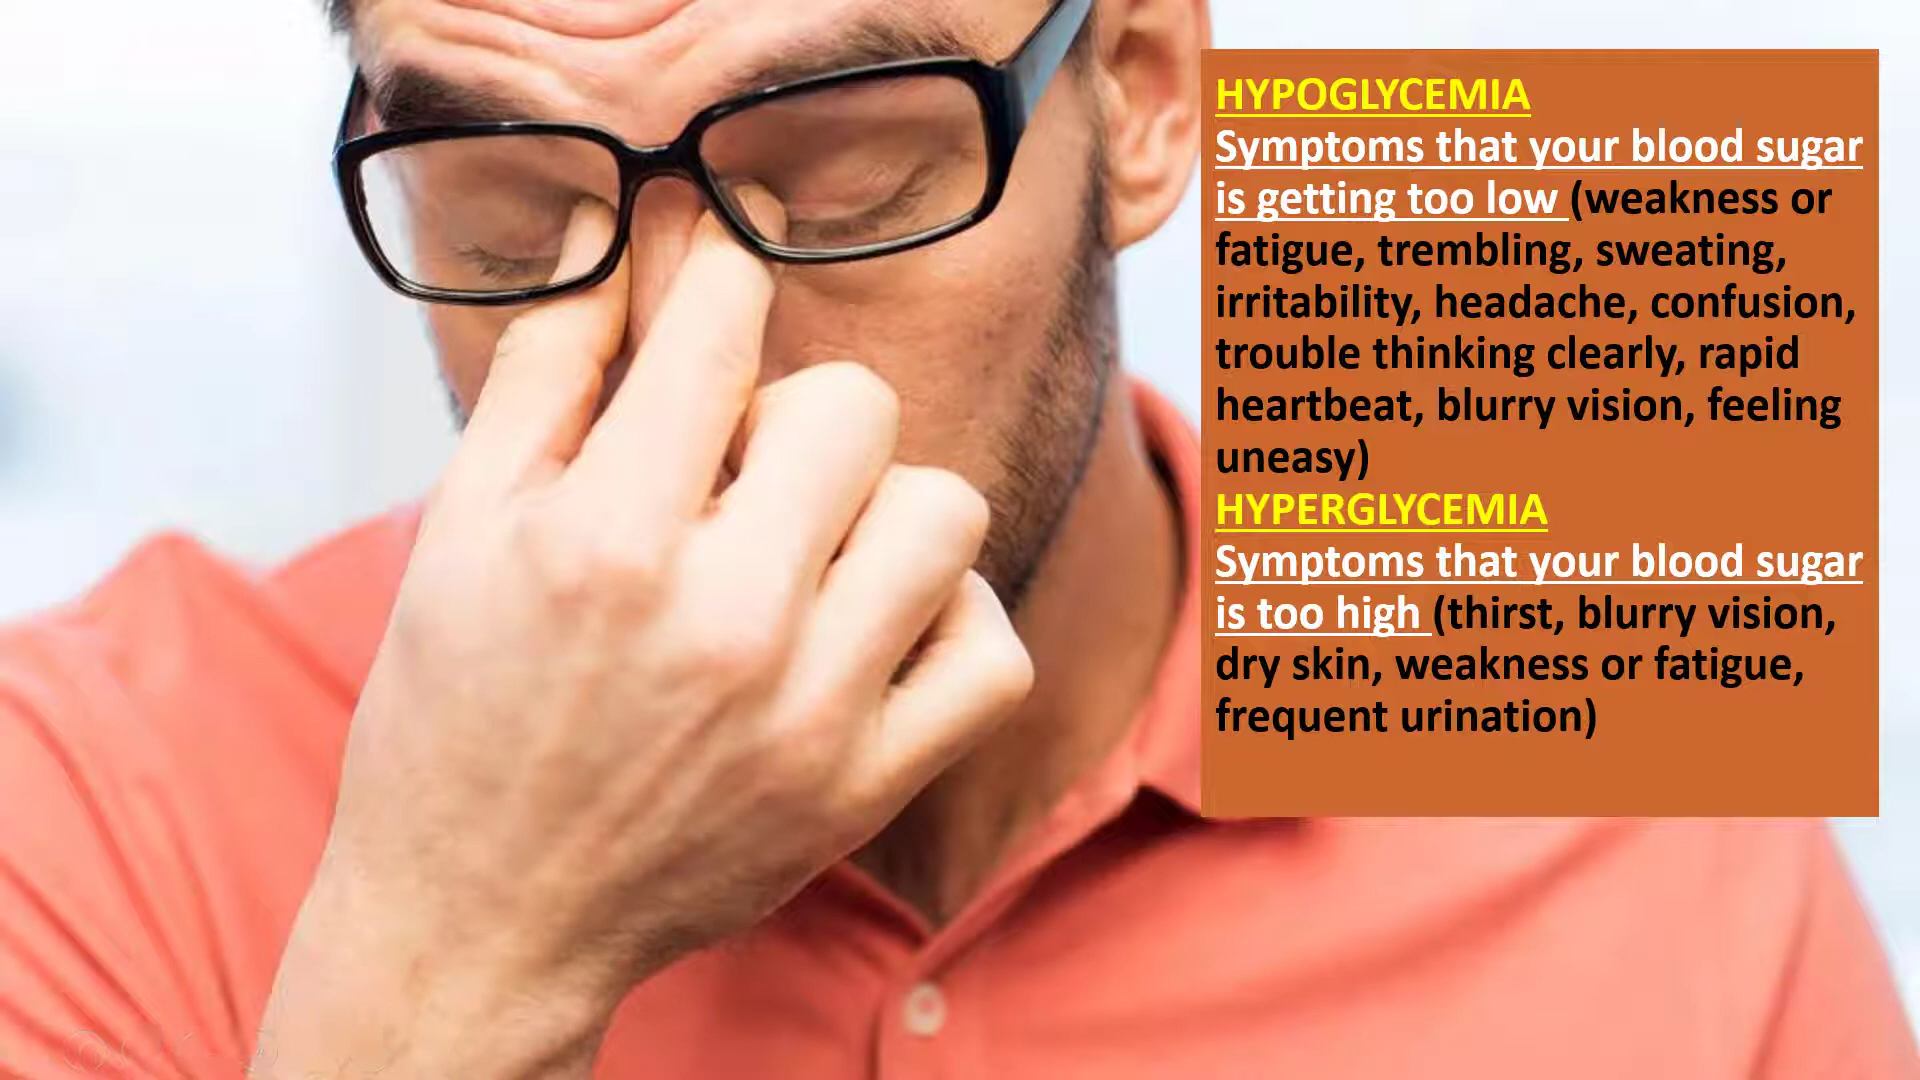 HYPOGLYCEMIA
Symptoms that your blood sugar
is getting too low (weakness or
fatigue, trembling, sweating,
irritability, headache, confusion,
trouble thinking clearly, rapid
heartbeat, blurry vision, feeling
uneasy)
HYPERGLYCEMIA
Symptoms that your blood sugar
is too high (thirst, blurry vision,
dry skin, weakness or fatigue,
frequent urination)